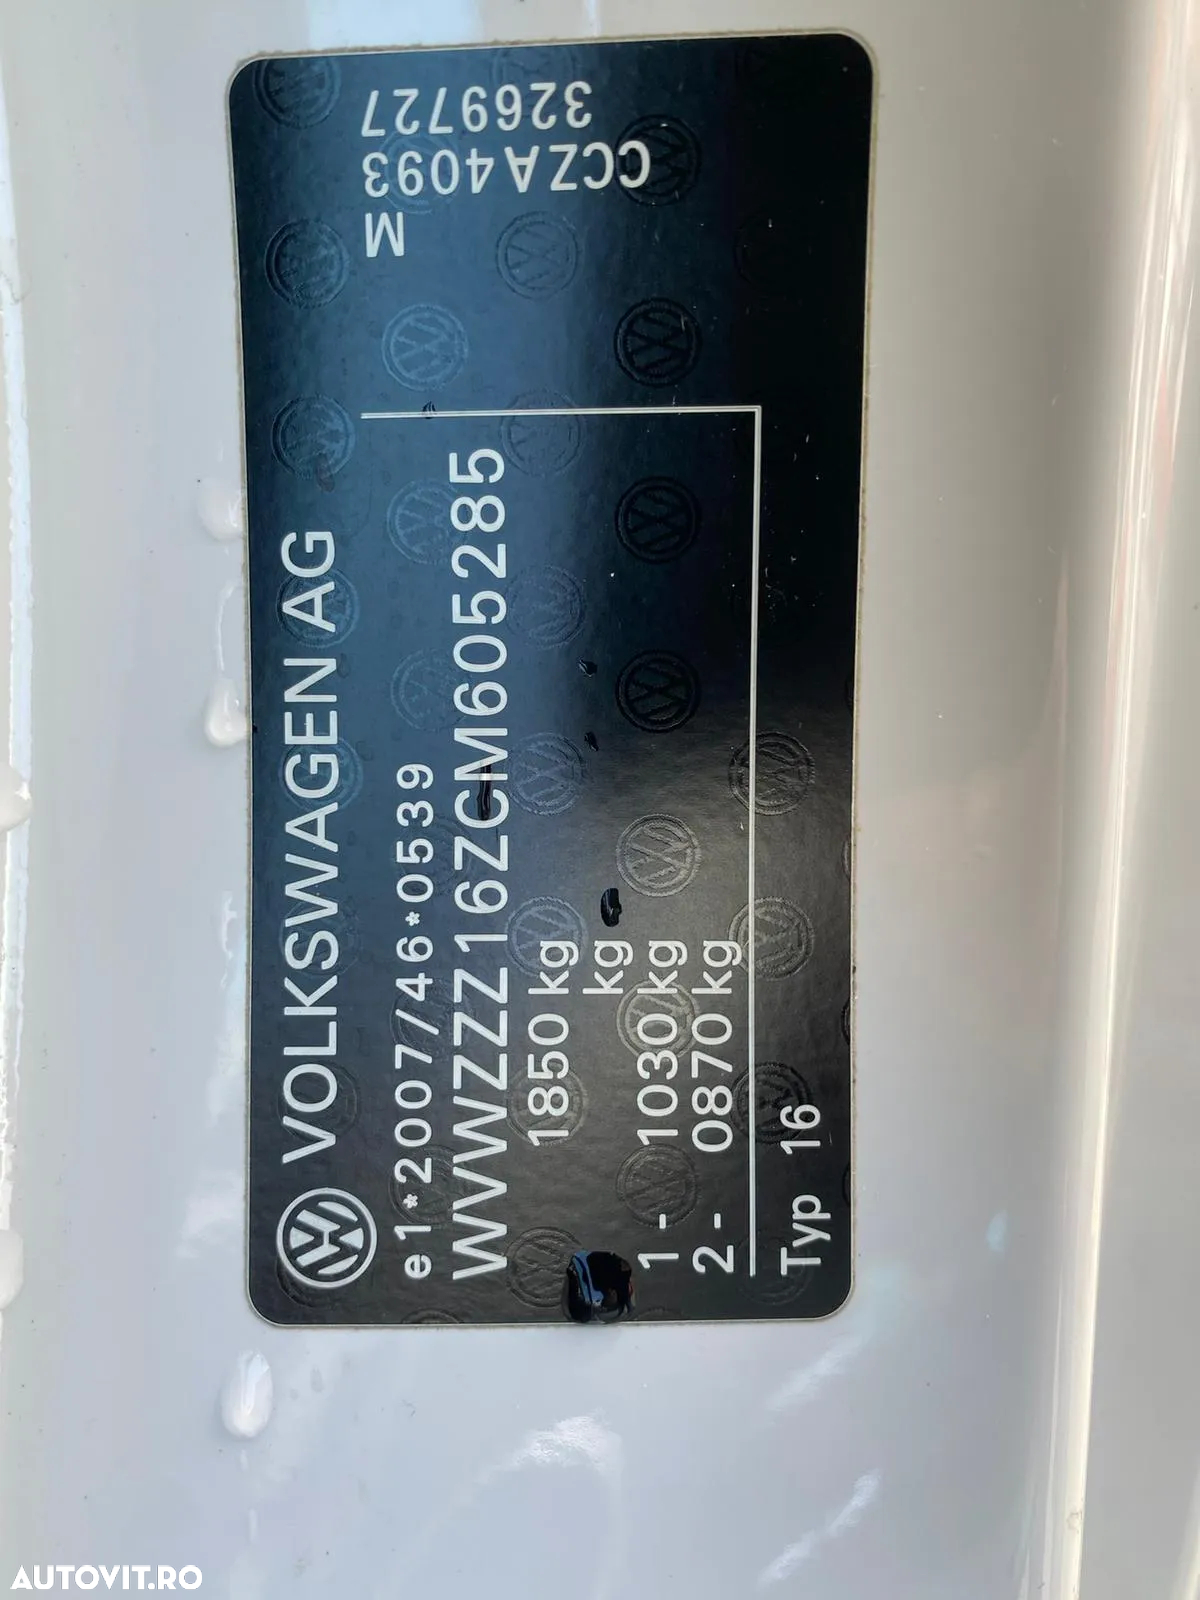 VOLKSWAGEN AG
e1*2007/46*0539
WVWZZZ16ZCM605285
1850 kg
kg
1- 1030 kg
2- 0870 kg
Typ 16
M
CCZA4093
3269727
AUTOVIT.RO